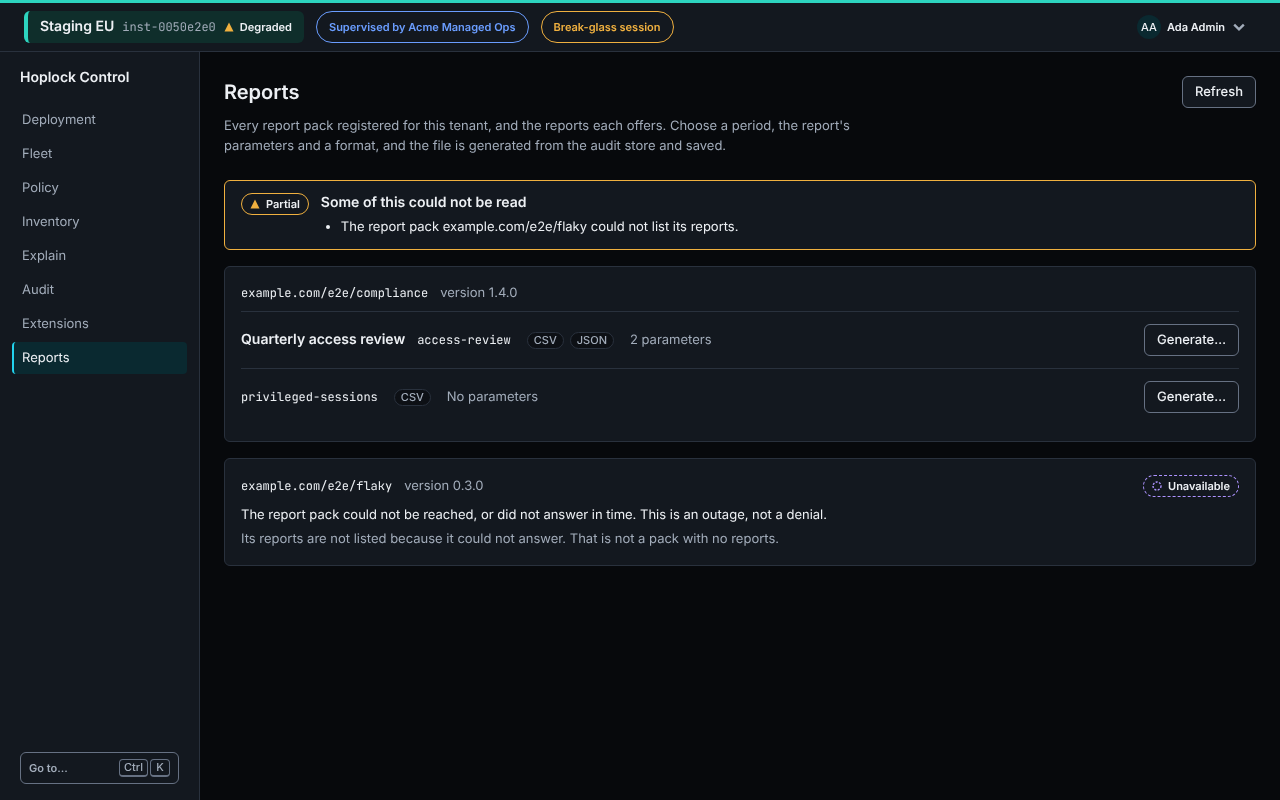 Staging EU inst-0050e2e0 Degraded
Supervised by Acme Managed Ops
Break-glass session
AA Ada Admin
Hoplock Control
Deployment
Fleet
Policy
Inventory
Explain
Audit
Extensions
Reports
Go to... Ctrl K
Reports
Refresh
Every report pack registered for this tenant, and the reports each offers. Choose a period, the report's
parameters and a format, and the file is generated from the audit store and saved.
Partial Some of this could not be read
• The report pack example.com/e2e/flaky could not list its reports.
example.com/e2e/compliance version 1.4.0
Quarterly access review access-review CSV JSON 2 parameters Generate...
privileged-sessions CSV No parameters Generate...
example.com/e2e/flaky version 0.3.0 Unavailable
The report pack could not be reached, or did not answer in time. This is an outage, not a denial.
Its reports are not listed because it could not answer. That is not a pack with no reports.